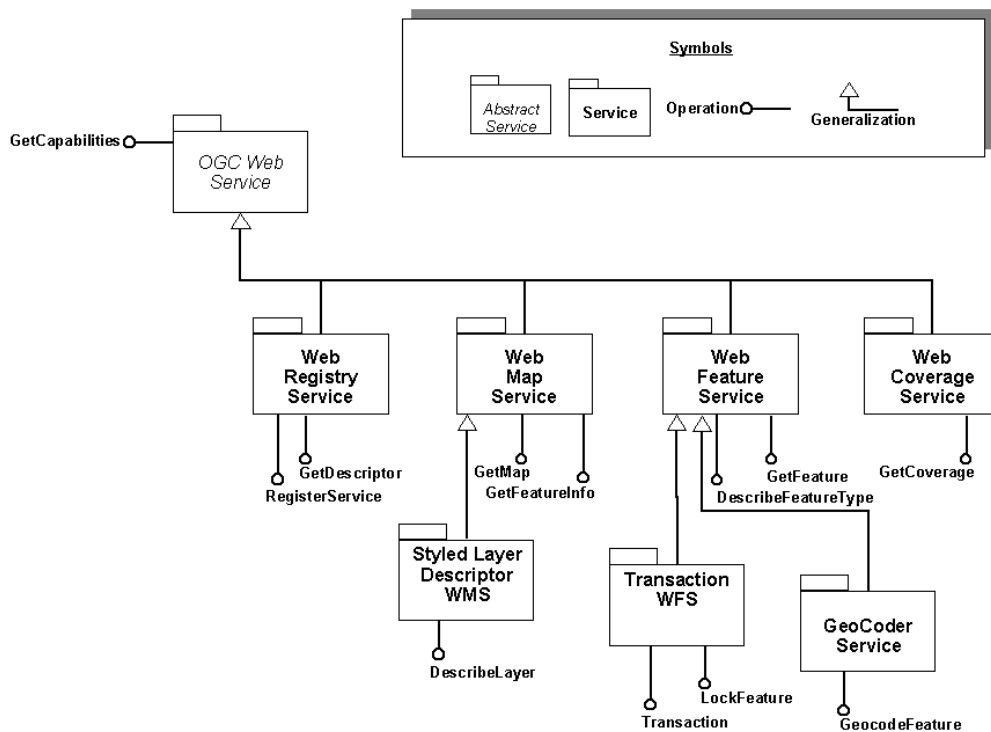 Symbols
Abstract
Service
Service
Operation
Generalization
GetCapabilities
OGC Web
Service
Web
Registry
Service
Web
Map
Service
Web
Feature
Service
Web
Coverage
Service
GetDescriptor
RegisterService
GetMap
GetFeatureInfo
GetFeature
DescribeFeatureType
GetCoverage
Styled Layer
Descriptor
WMS
Transaction
WFS
GeoCoder
Service
DescribeLayer
LockFeature
Transaction
GeocodeFeature